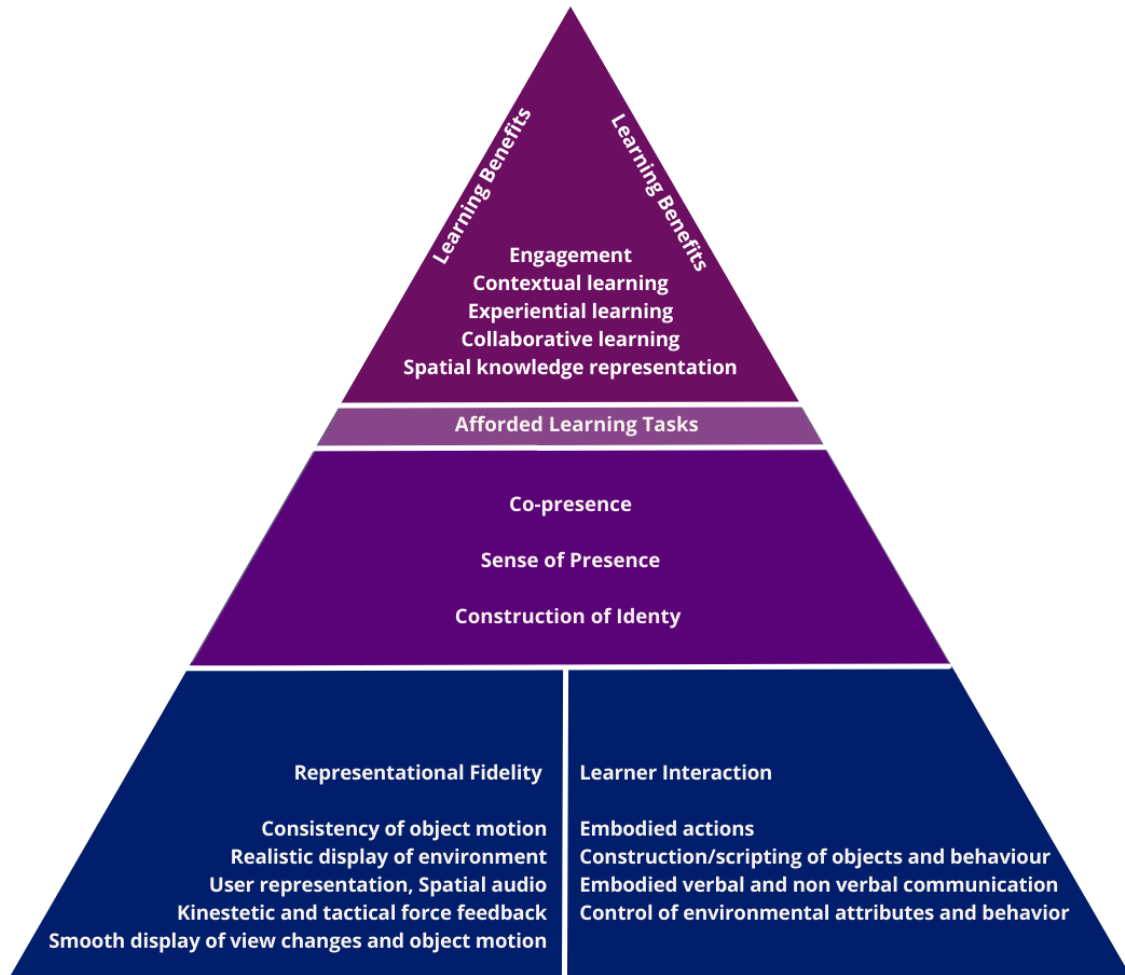 Learning Benefits
Learning Benefits
Engagement
Contextual learning
Experiential learning
Collaborative learning
Spatial knowledge representation
Afforded Learning Tasks
Co-presence
Sense of Presence
Construction of Identy
Representational Fidelity
Consistency of object motion
Realistic display of environment
User representation, Spatial audio
Kinestetic and tactical force feedback
Smooth display of view changes and object motion
Learner Interaction
Embodied actions
Construction/scripting of objects and behaviour
Embodied verbal and non verbal communication
Control of environmental attributes and behavior